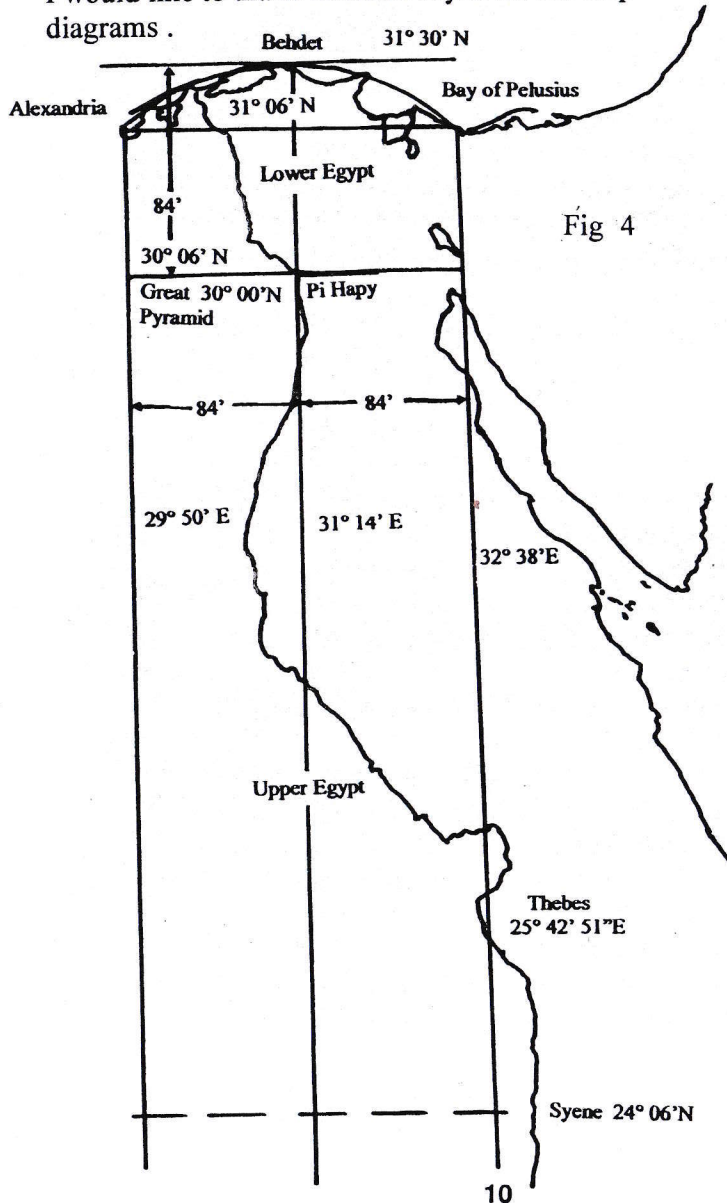 diagrams .
Behdet
31° 30' N
Alexandria
31° 06' N
Bay of Pelusius
Lower Egypt
84'
Fig 4
30° 06' N
Great 30° 00'N
Pyramid
Pi Hapy
84'
84'
29° 50' E
31° 14' E
32° 38'E
Upper Egypt
Thebes
25° 42' 51"E
Syene 24° 06'N
10